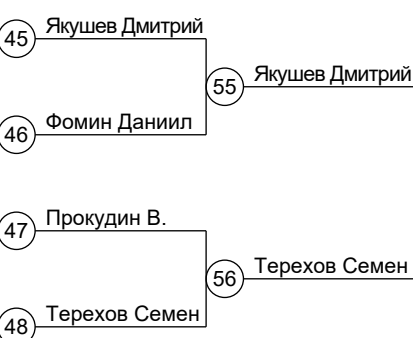 45 Якушев Дмитрий
55 Якушев Дмитрий
46 Фомин Даниил
47 Прокудин В.
56 Терехов Семен
48 Терехов Семен